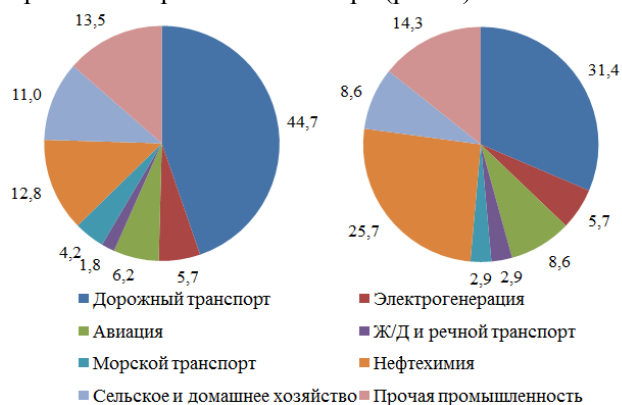 13,5
14,3
11,0
44,7
8,6
31,4
12,8
25,7
5,7
4,2
1,8
6,2
5,7
2,9
2,9
8,6
Дорожный транспорт
Электрогенерация
Авиация
Ж/Д и речной транспорт
Морской транспорт
Нефтехимия
Сельское и домашнее хозяйство
Прочая промышленность